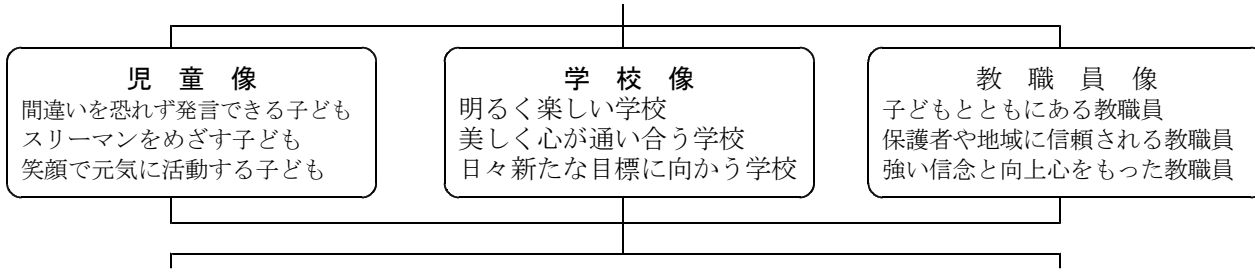 児 童 像
間違いを恐れず発言できる子ども
スリーマンをめざす子ども
笑顔で元気に活動する子ども
学 校 像
明るく楽しい学校
美しく心が通い合う学校
日々新たな目標に向かう学校
教 職 員 像
子どもとともにある教職員
保護者や地域に信頼される教職員
強い信念と向上心をもった教職員